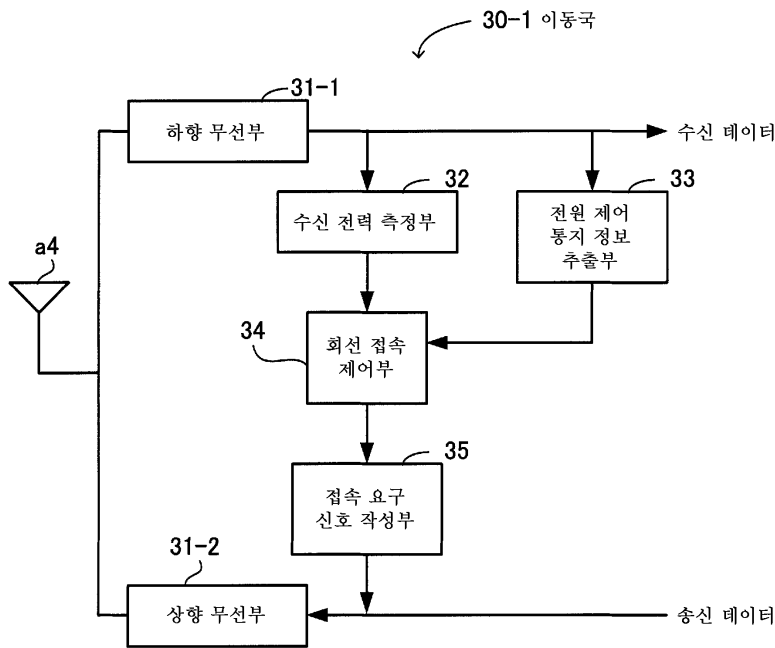 30-1 이동국
31-1
하향 무선부
수신 데이터
32
수신 전력 측정부
33
전원 제어
통지 정보
추출부
a4
34
회선 접속
제어부
35
접속 요구
신호 작성부
31-2
상향 무선부
송신 데이터